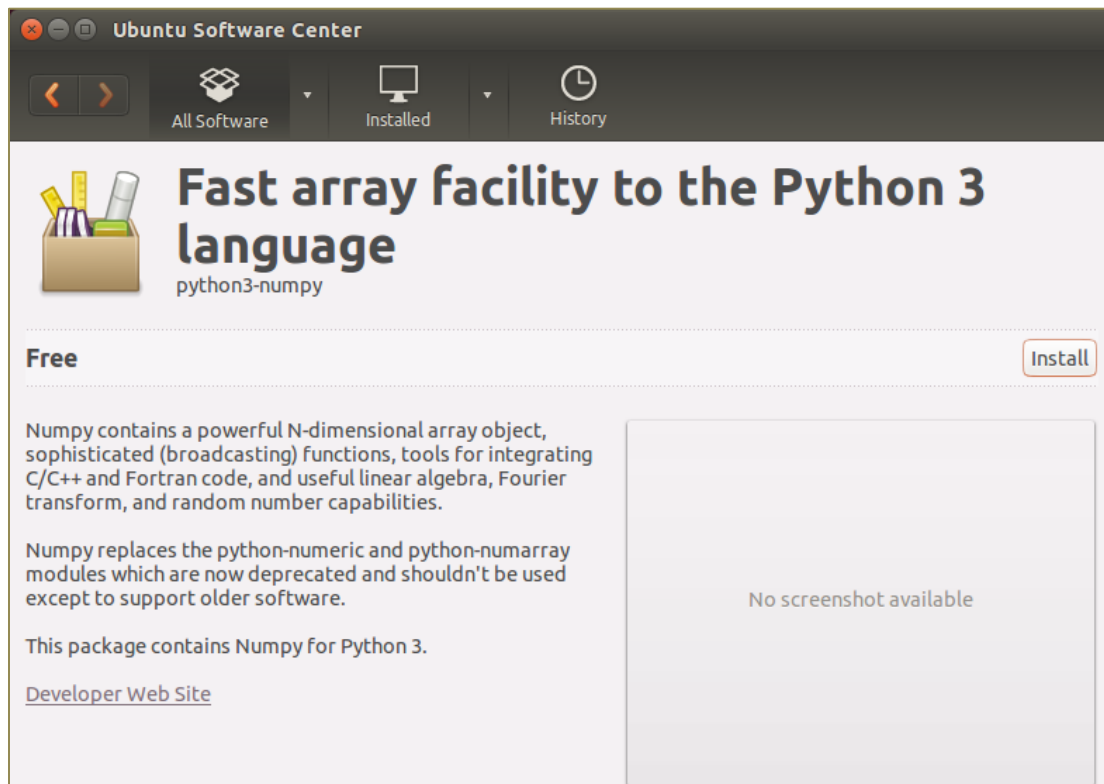 Ubuntu Software Center
All Software
Installed
History
Fast array facility to the Python 3
language
python3-numpy
Free
Install
Numpy contains a powerful N-dimensional array object,
sophisticated (broadcasting) functions, tools for integrating
C/C++ and Fortran code, and useful linear algebra, Fourier
transform, and random number capabilities.
Numpy replaces the python-numeric and python-numarray
modules which are now deprecated and shouldn't be used
except to support older software.
This package contains Numpy for Python 3.
Developer Web Site
No screenshot available